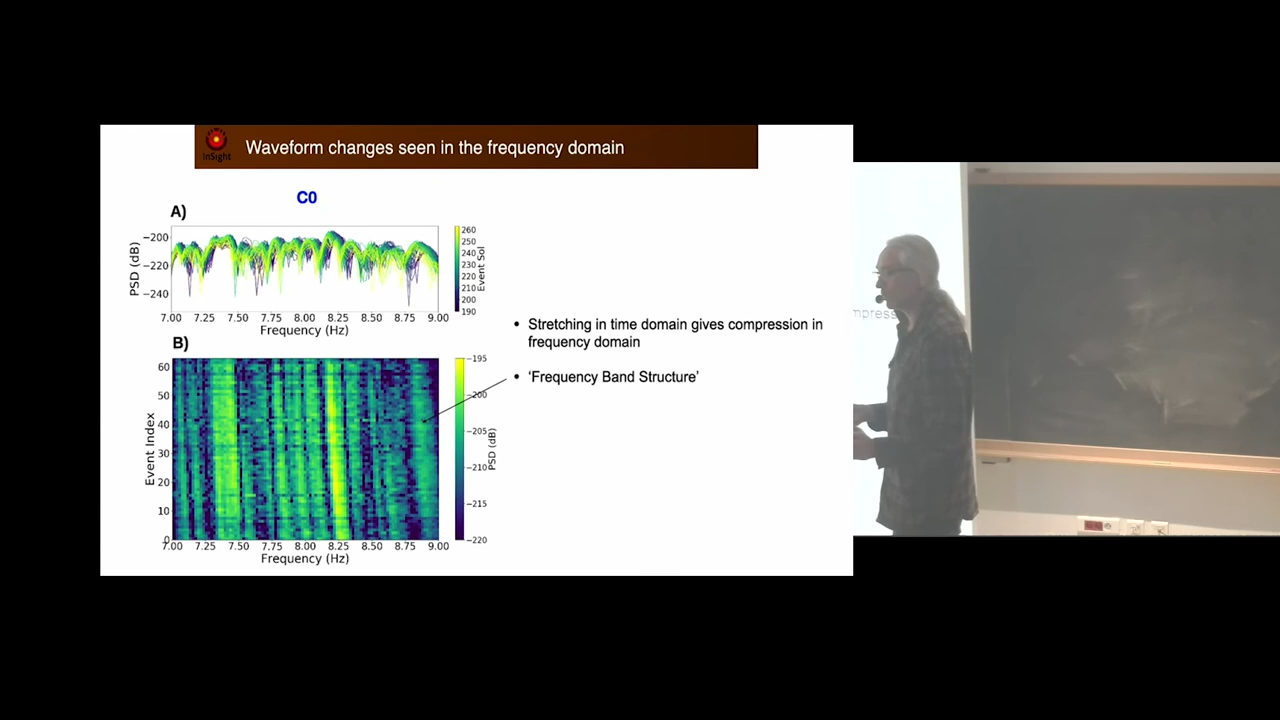 InSight
Waveform changes seen in the frequency domain
C0
A)
PSD (dB)
−200
−220
−240
7.00 7.25 7.50 7.75 8.00 8.25 8.50 8.75 9.00
Frequency (Hz)
260
250
240
230
220
210
200
190
Event Sol
B)
Event Index
60
50
40
30
20
10
0
7.00 7.25 7.50 7.75 8.00 8.25 8.50 8.75 9.00
Frequency (Hz)
−195
−200
−205
−210
−215
−220
PSD (dB)
• Stretching in time domain gives compression in
frequency domain
• ‘Frequency Band Structure’
mpress